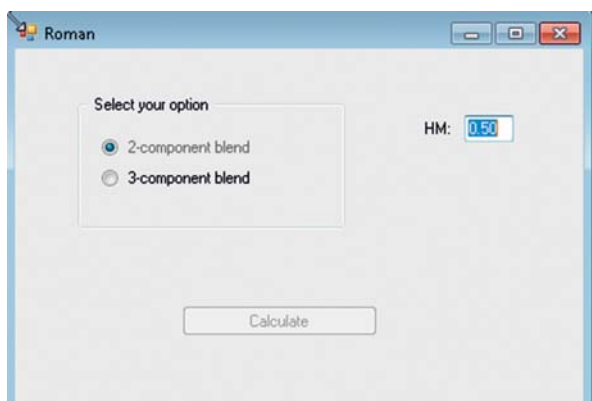 Roman
Select your option
HM: 0.50
2-component blend
3-component blend
Calculate